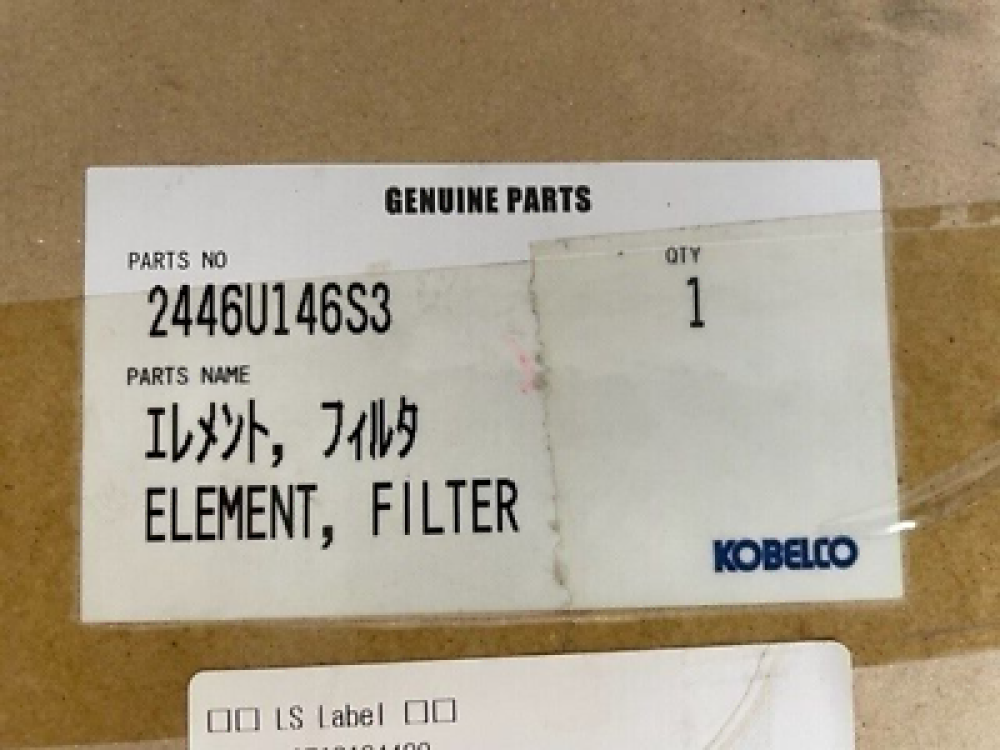 GENUINE PARTS
PARTS NO
QTY
2446U146S3
1
PARTS NAME
エレメント, フィルタ
ELEMENT, FILTER
KOBELCO
□□ LS Label □□